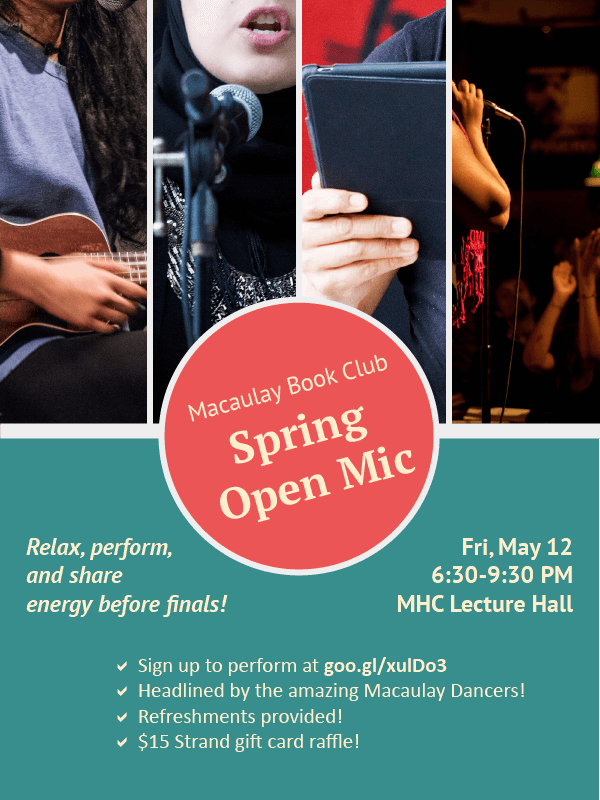 Macaulay Book Club
Spring
Open Mic
Relax, perform,
and share
energy before finals!
Fri, May 12
6:30-9:30 PM
MHC Lecture Hall
Sign up to perform at goo.gl/xulDo3
Headlined by the amazing Macaulay Dancers!
Refreshments provided!
$15 Strand gift card raffle!